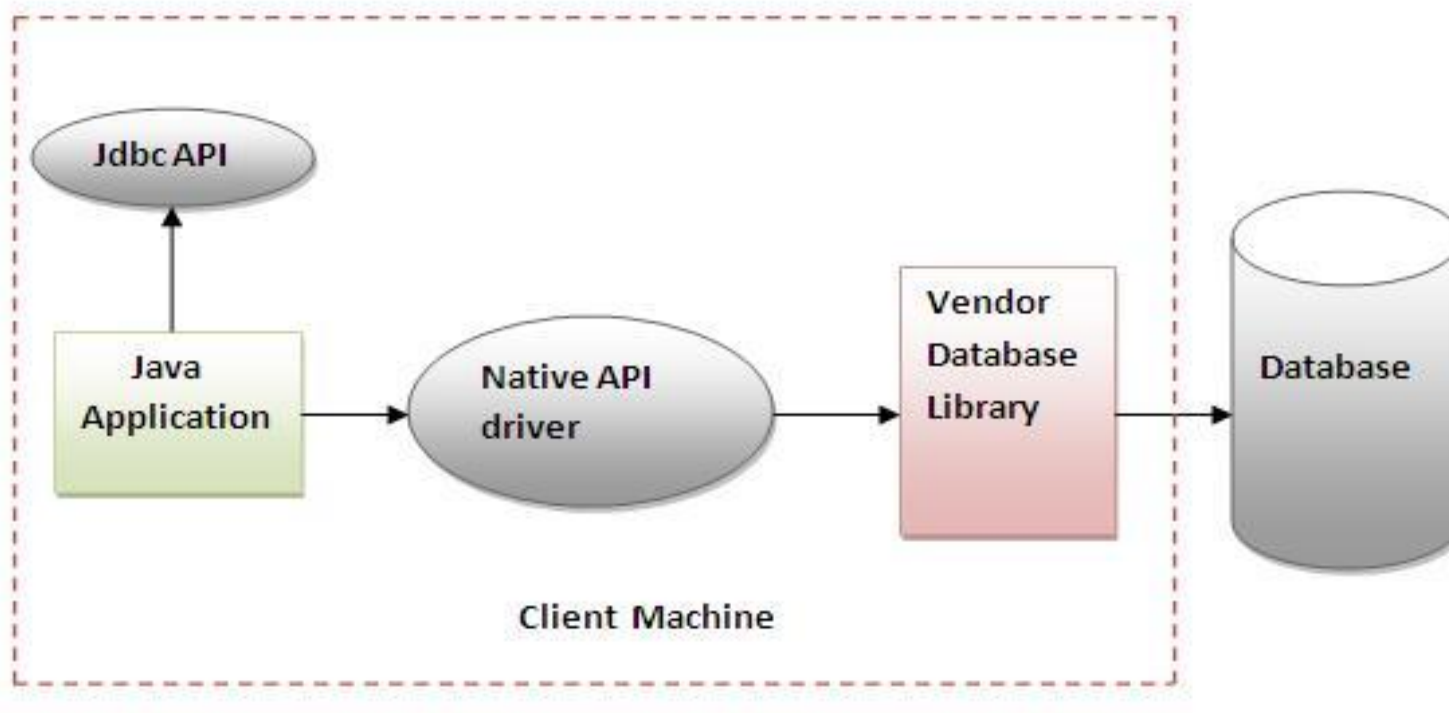 Jdbc API
Java
Application
Native API
driver
Vendor
Database
Library
Database
Client Machine